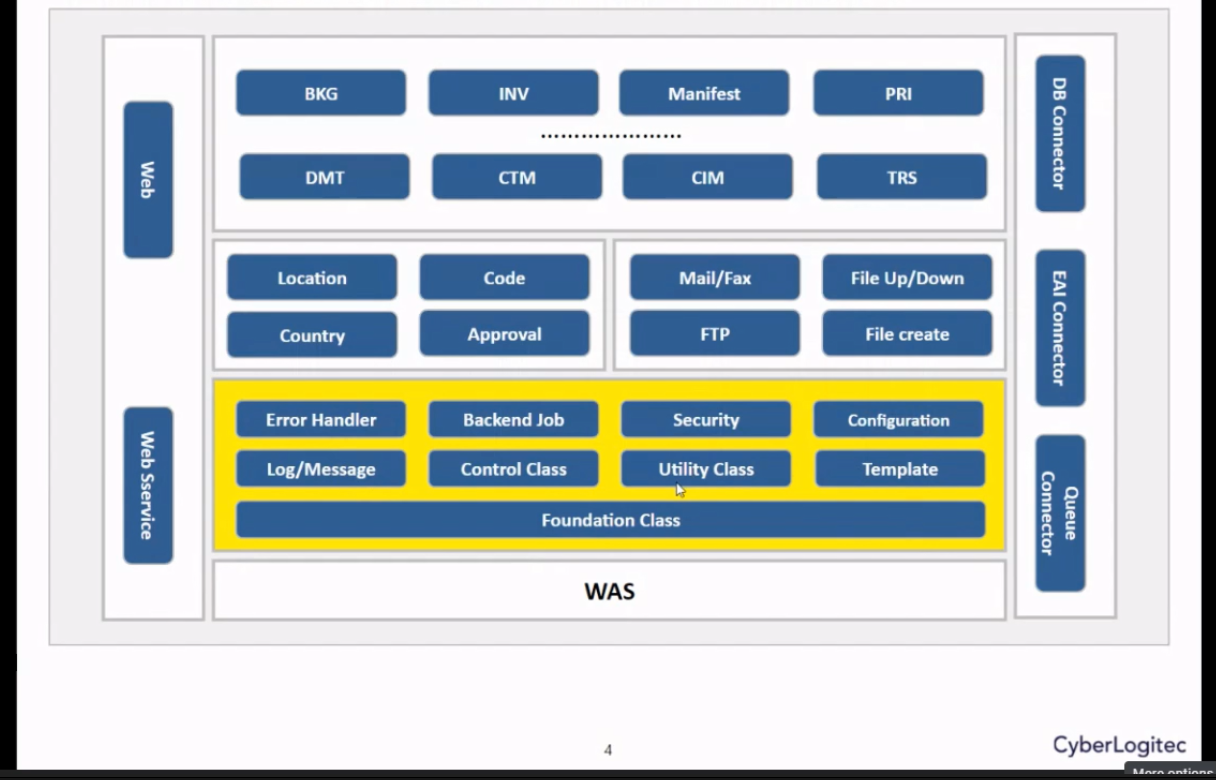 BKG INV Manifest PRI
.....................
DMT CTM CIM TRS
Web
Web Sservice
Location Code
Country Approval
Mail/Fax File Up/Down
FTP File create
Error Handler Backend Job Security Configuration
Log/Message Control Class Utility Class Template
Foundation Class
WAS
DB Connector
EAI Connector
Queue
Connector
4
CyberLogitec
More options